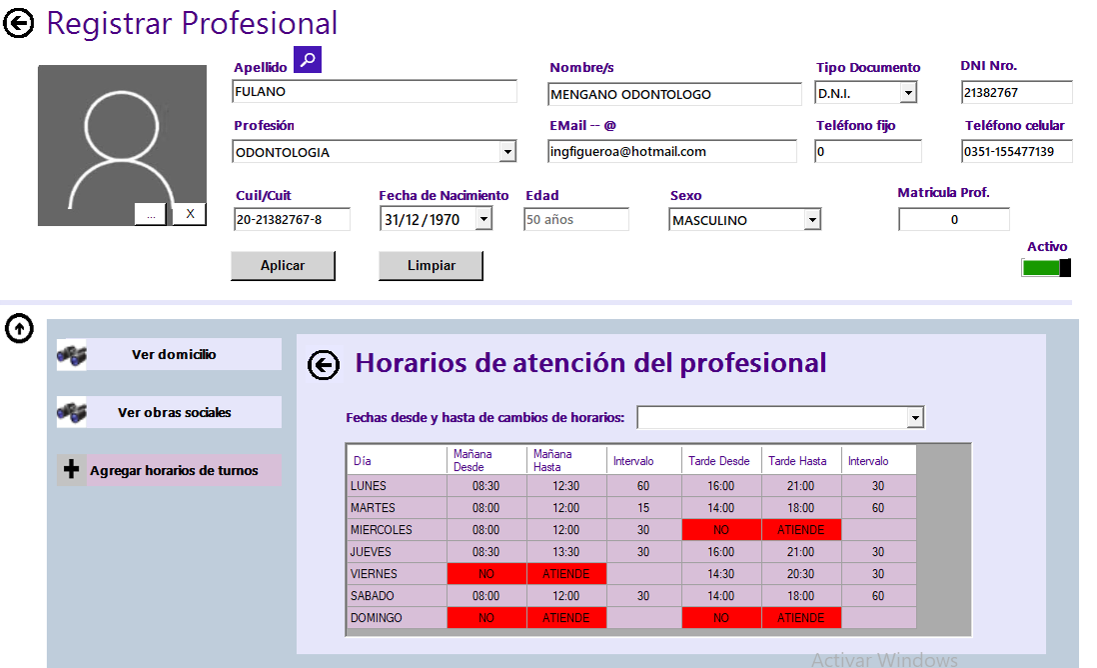 Registrar Profesional
Apellido Nombre/s Tipo Documento DNI Nro.
FULANO MENGANO ODONTOLOGO D.N.I. 21382767
Profesión EMail -- @ Teléfono fijo Teléfono celular
ODONTOLOGIA ingfigueroa@hotmail.com 0 0351-155477139
Cuil/Cuit Fecha de Nacimiento Edad Sexo Matricula Prof.
... X 20-21382767-8 31/12/1970 50 años MASCULINO 0
Activo
Aplicar Limpiar
Ver domicilio
Ver obras sociales
Agregar horarios de turnos
Horarios de atención del profesional
Fechas desde y hasta de cambios de horarios:
Día Mañana Desde Mañana Hasta Intervalo Tarde Desde Tarde Hasta Intervalo
LUNES 08:30 12:30 60 16:00 21:00 30
MARTES 08:00 12:00 15 14:00 18:00 60
MIERCOLES 08:00 12:00 30 NO ATIENDE
JUEVES 08:30 13:30 30 16:00 21:00 30
VIERNES NO ATIENDE 14:30 20:30 30
SABADO 08:00 12:00 30 14:00 18:00 60
DOMINGO NO ATIENDE NO ATIENDE
Activar Windows